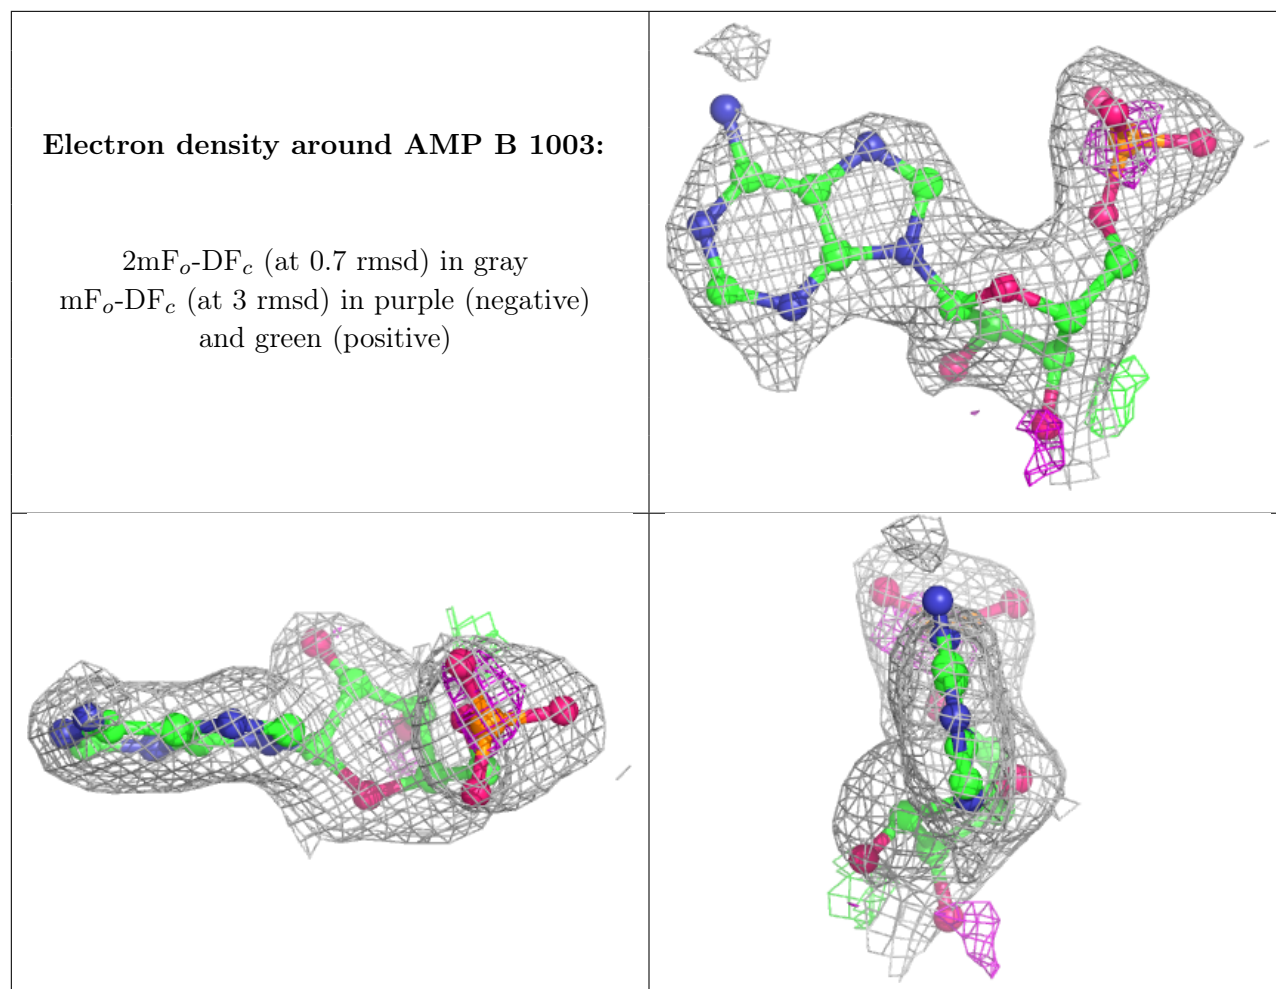 Electron density around AMP B 1003:
2mFo-DFc (at 0.7 rmsd) in gray
mFo-DFc (at 3 rmsd) in purple (negative)
and green (positive)